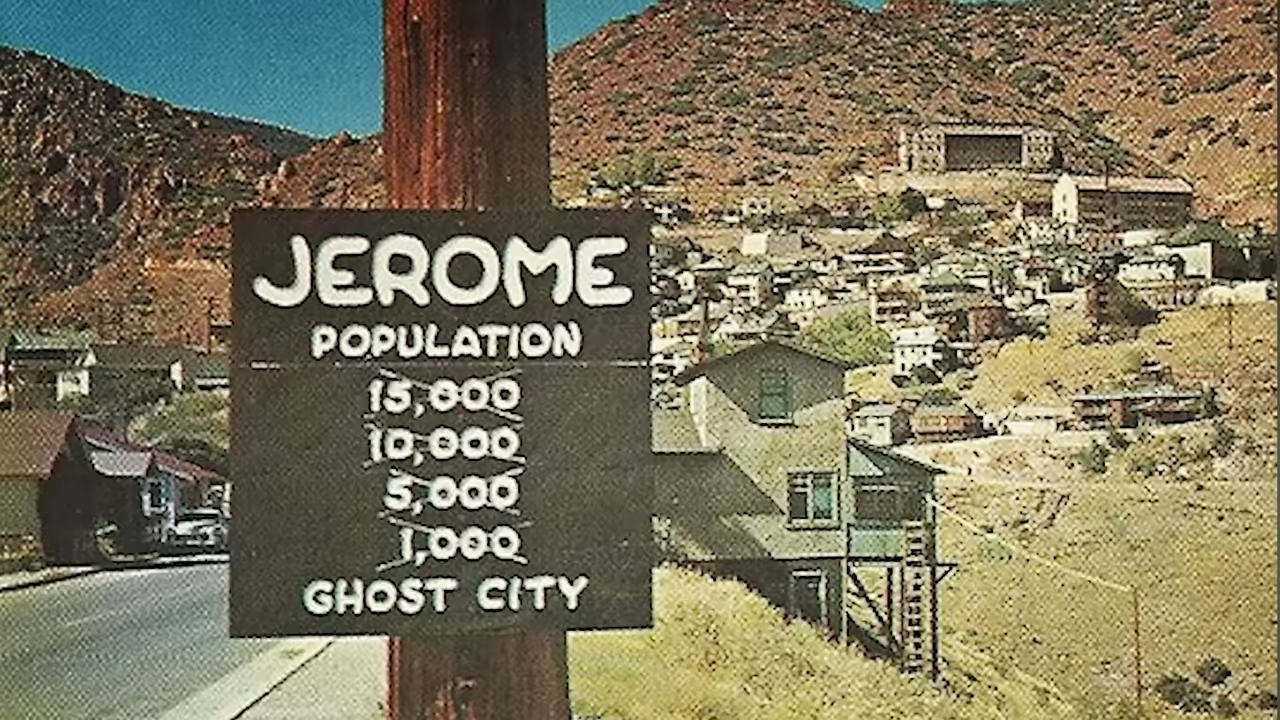 JEROME
POPULATION
15,000
10,000
5,000
1,000
GHOST CITY